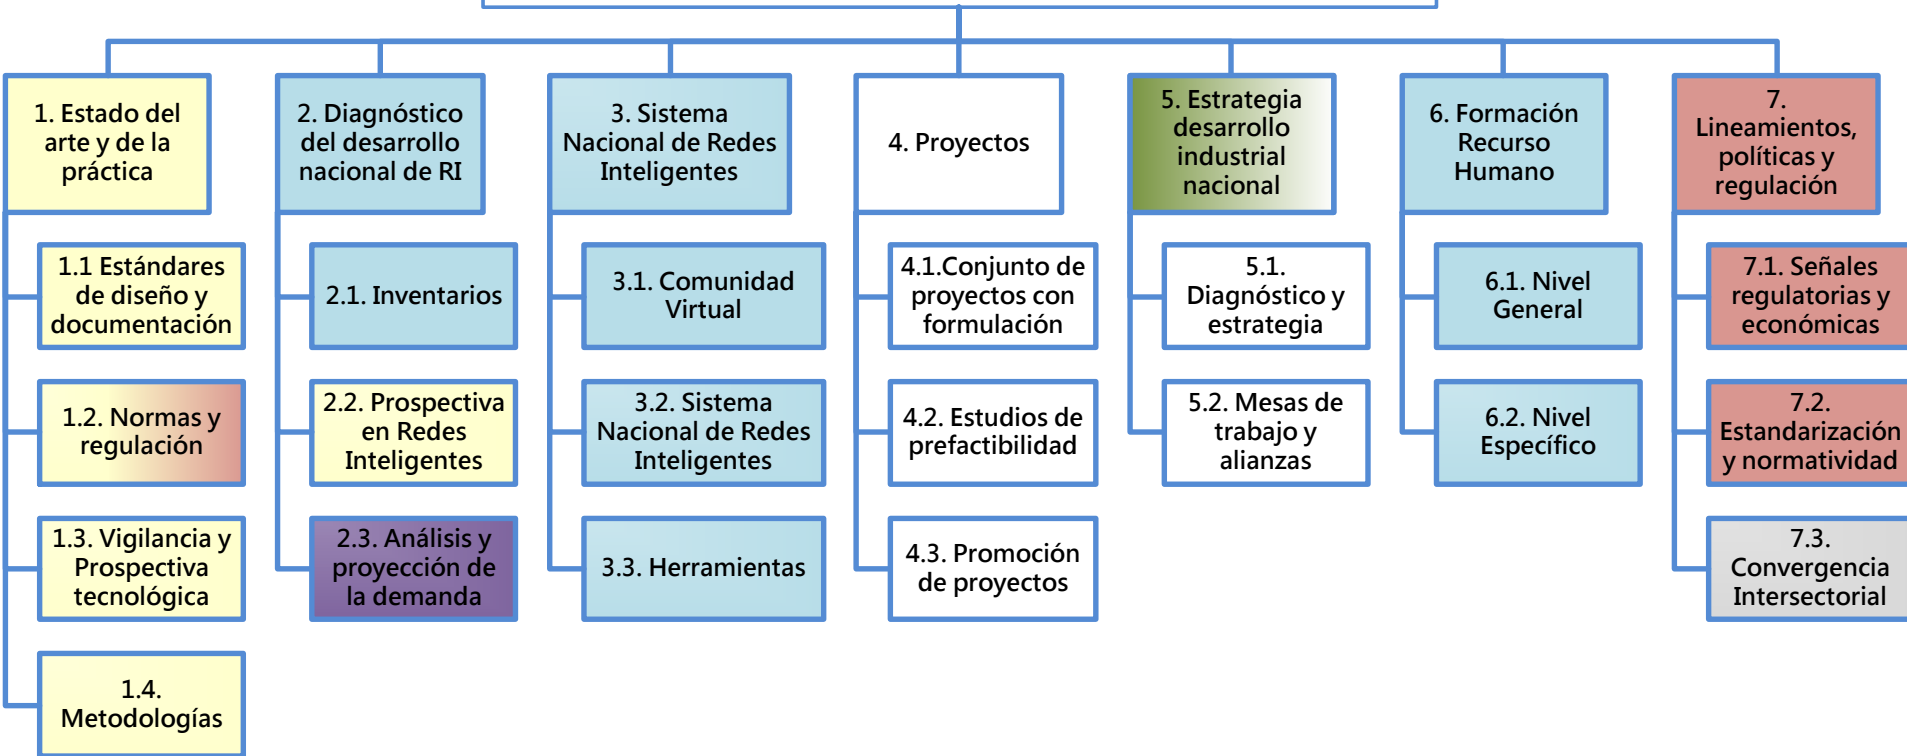 1. Estado del
arte y de la
práctica
1.1 Estándares
de diseño y
documentación
1.2. Normas y
regulación
1.3. Vigilancia y
Prospectiva
tecnológica
1.4.
Metodologías
2. Diagnóstico
del desarrollo
nacional de RI
2.1. Inventarios
2.2. Prospectiva
en Redes
Inteligentes
2.3. Análisis y
proyección de
la demanda
3. Sistema
Nacional de Redes
Inteligentes
3.1. Comunidad
Virtual
3.2. Sistema
Nacional de Redes
Inteligentes
3.3. Herramientas
4. Proyectos
4.1.Conjunto de
proyectos con
formulación
4.2. Estudios de
prefactibilidad
4.3. Promoción
de proyectos
5. Estrategia
desarrollo
industrial
nacional
5.1.
Diagnóstico y
estrategia
5.2. Mesas de
trabajo y
alianzas
6. Formación
Recurso
Humano
6.1. Nivel
General
6.2. Nivel
Específico
7.
Lineamientos,
políticas y
regulación
7.1. Señales
regulatorias y
económicas
7.2.
Estandarización
y normatividad
7.3.
Convergencia
Intersectorial